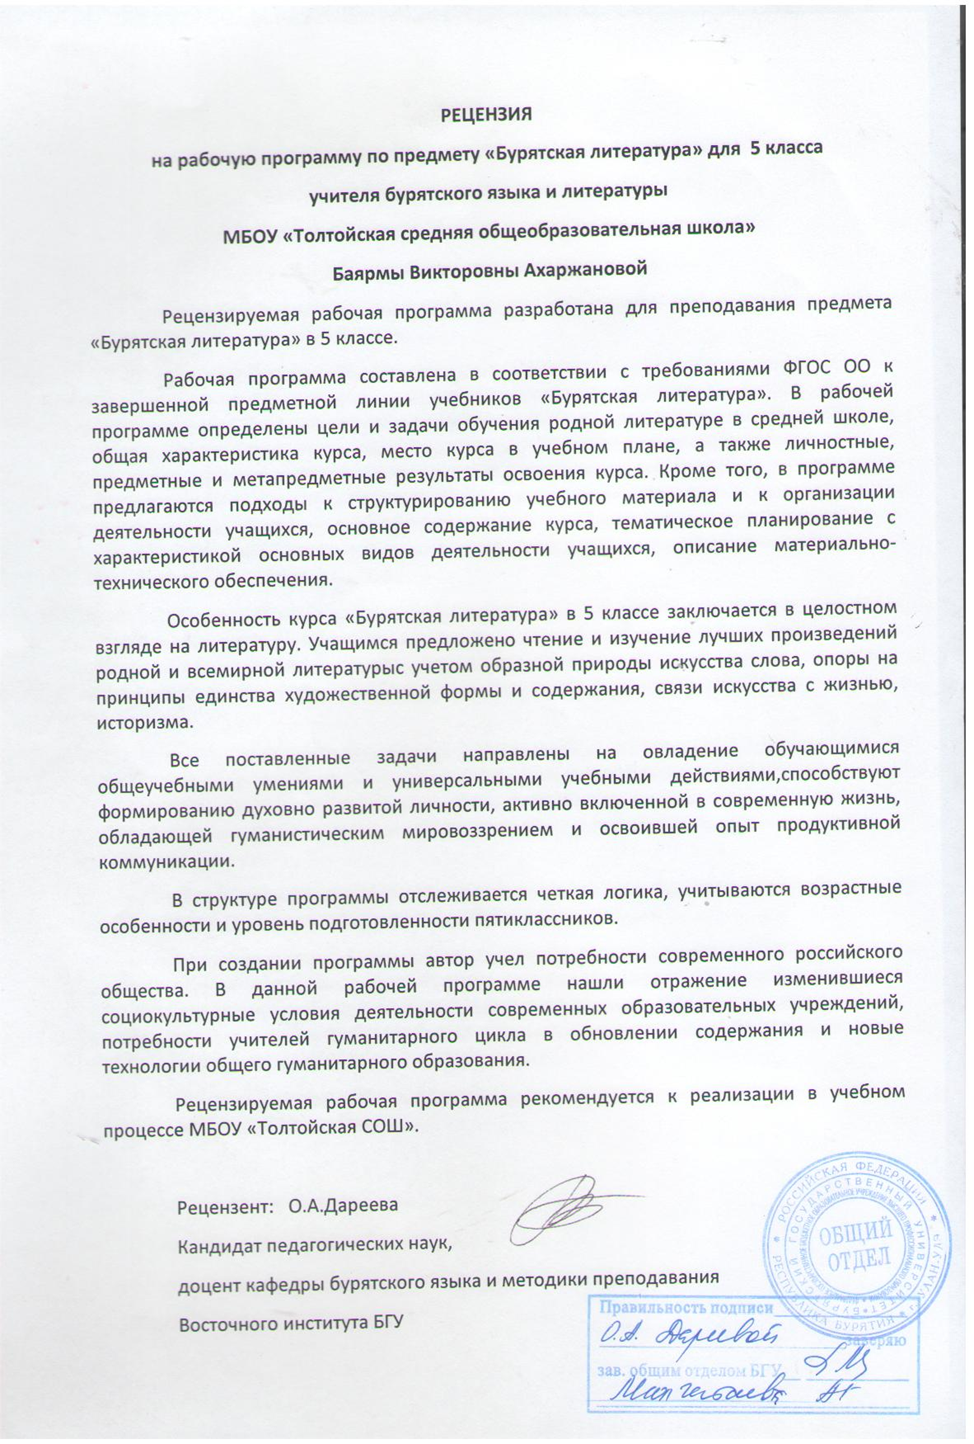 РЕЦЕНЗИЯ
на рабочую программу по предмету «Бурятская литература» для 5 класса
учителя бурятского языка и литературы
МБОУ «Толтойская средняя общеобразовательная школа»
Баярмы Викторовны Ахаржановой
Рецензируемая рабочая программа разработана для преподавания предмета
«Бурятская литература» в 5 классе.
Рабочая программа составлена в соответствии с требованиями ФГОС ОО к
завершенной предметной линии учебников «Бурятская литература». В рабочей
программе определены цели и задачи обучения родной литературе в средней школе,
общая характеристика курса, место курса в учебном плане, а также личностные,
предметные и метапредметные результаты освоения курса. Кроме того, в программе
предлагаются подходы к структурированию учебного материала и к организации
деятельности учащихся, основное содержание курса, тематическое планирование с
характеристикой основных видов деятельности учащихся, описание материально-
технического обеспечения.
Особенность курса «Бурятская литература» в 5 классе заключается в целостном
взгляде на литературу. Учащимся предложено чтение и изучение лучших произведений
родной и всемирной литературыс учетом образной природы искусства слова, опоры на
принципы единства художественной формы и содержания, связи искусства с жизнью,
историзма.
Все поставленные задачи направлены на овладение обучающимися
общеучебными умениями и универсальными учебными действиями,способствуют
формированию духовно развитой личности, активно включенной в современную жизнь,
обладающей гуманистическим мировоззрением и освоившей опыт продуктивной
коммуникации.
В структуре программы отслеживается четкая логика, учитываются возрастные
особенности и уровень подготовленности пятиклассников.
При создании программы автор учел потребности современного российского
общества. В данной рабочей программе нашли отражение изменившиеся
социокультурные условия деятельности современных образовательных учреждений,
потребности учителей гуманитарного цикла в обновлении содержания и новые
технологии общего гуманитарного образования.
Рецензируемая рабочая программа рекомендуется к реализации в учебном
процессе МБОУ «Толтойская СОШ».
Рецензент: О.А.Дареева
Кандидат педагогических наук,
доцент кафедры бурятского языка и методики преподавания
Восточного института БГУ
РОССИЙСКАЯ ФЕДЕРАЦИЯ
РЕСПУБЛИКА БУРЯТИЯ
г. УЛАН-УДЭ
ГОСУДАРСТВЕННЫЙ УНИВЕРСИТЕТ
БУРЯТСКИЙ
ОБЩИЙ
ОТДЕЛ
Правильность подписи
О.А. Дареевой
заверяю
зав. общим отделом БГУ